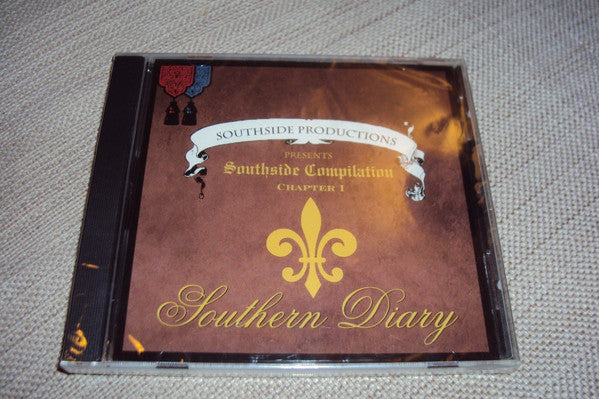 SOUTHSIDE PRODUCTIONS
PRESENTS
Southside Compilation
CHAPTER 1
Southern Diary